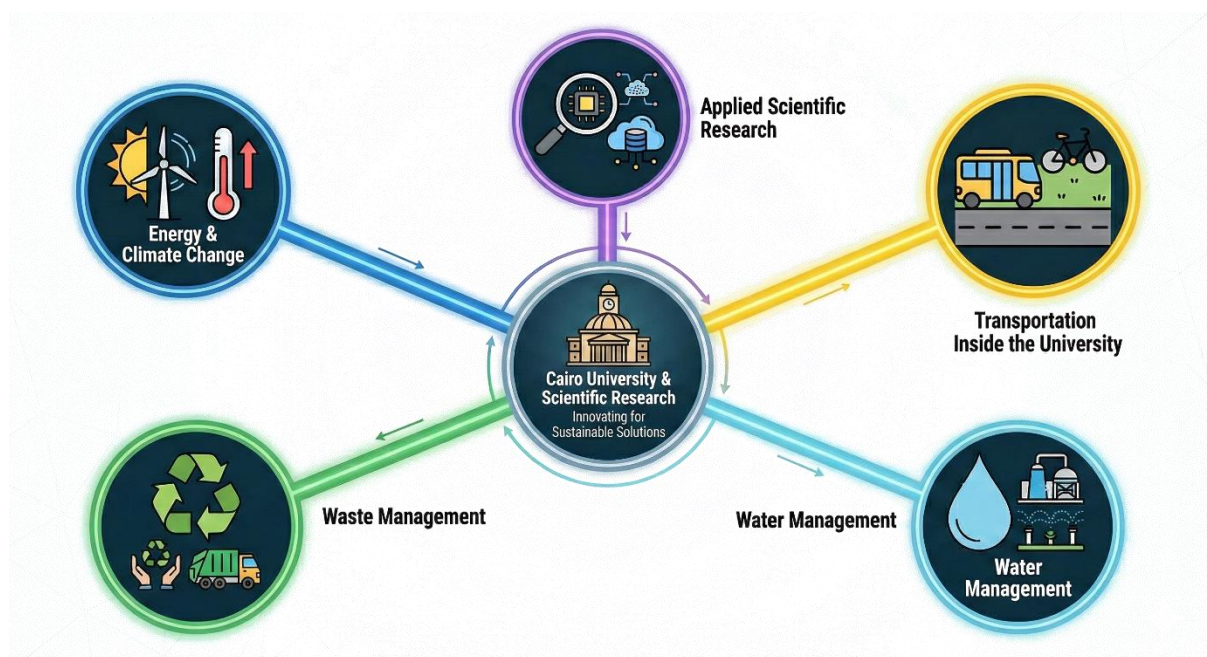 Applied Scientific
Research
Energy &
Climate Change
Transportation
Inside the University
Cairo University &
Scientific Research
Innovating for
Sustainable Solutions
Waste Management
Water Management
Water
Management